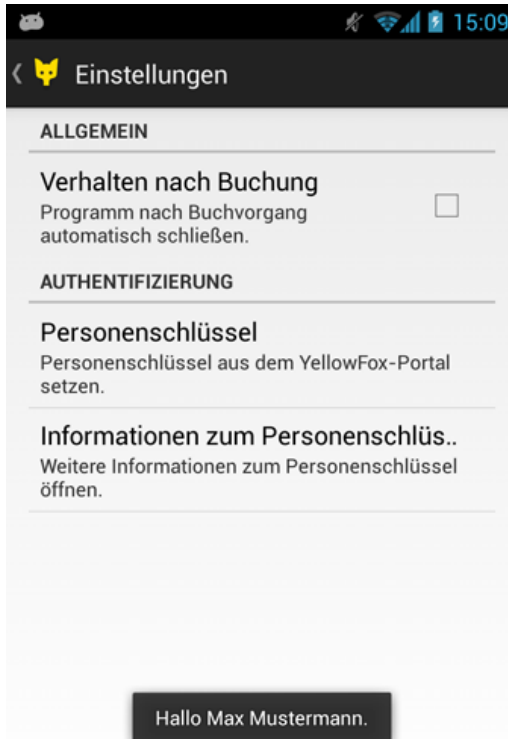 15:09
Einstellungen
ALLGEMEIN
Verhalten nach Buchung
Programm nach Buchvorgang
automatisch schließen.
AUTHENTIFIZIERUNG
Personenschlüssel
Personenschlüssel aus dem YellowFox-Portal
setzen.
Informationen zum Personenschlüs..
Weitere Informationen zum Personenschlüssel
öffnen.
Hallo Max Mustermann.